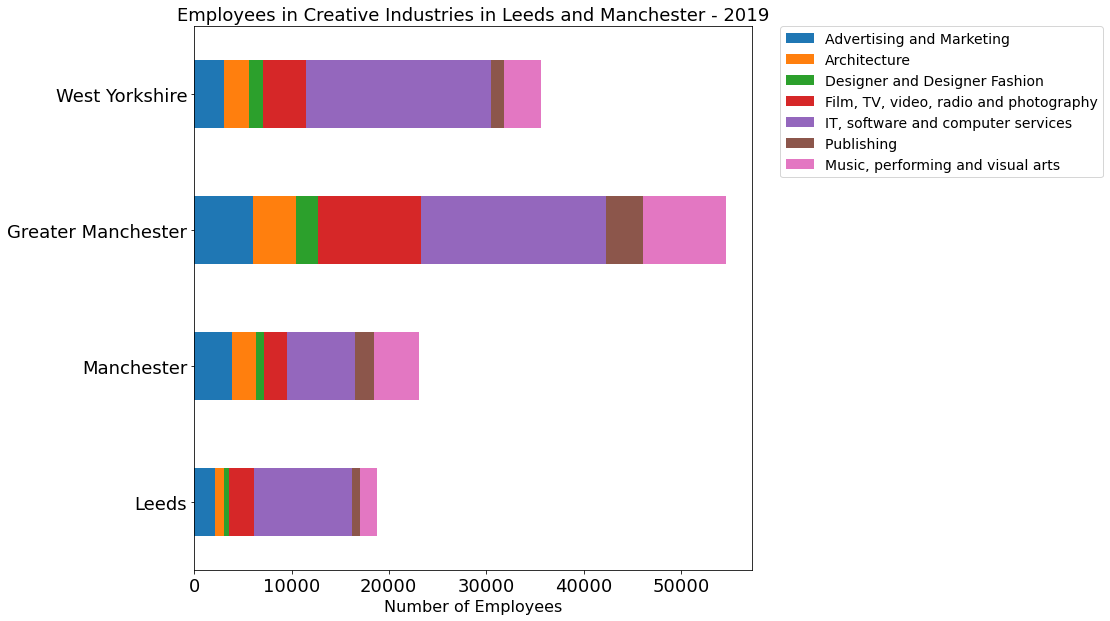 Employees in Creative Industries in Leeds and Manchester - 2019
Advertising and Marketing
Architecture
Designer and Designer Fashion
Film, TV, video, radio and photography
IT, software and computer services
Publishing
Music, performing and visual arts
West Yorkshire
Greater Manchester
Manchester
Leeds
0 10000 20000 30000 40000 50000
Number of Employees